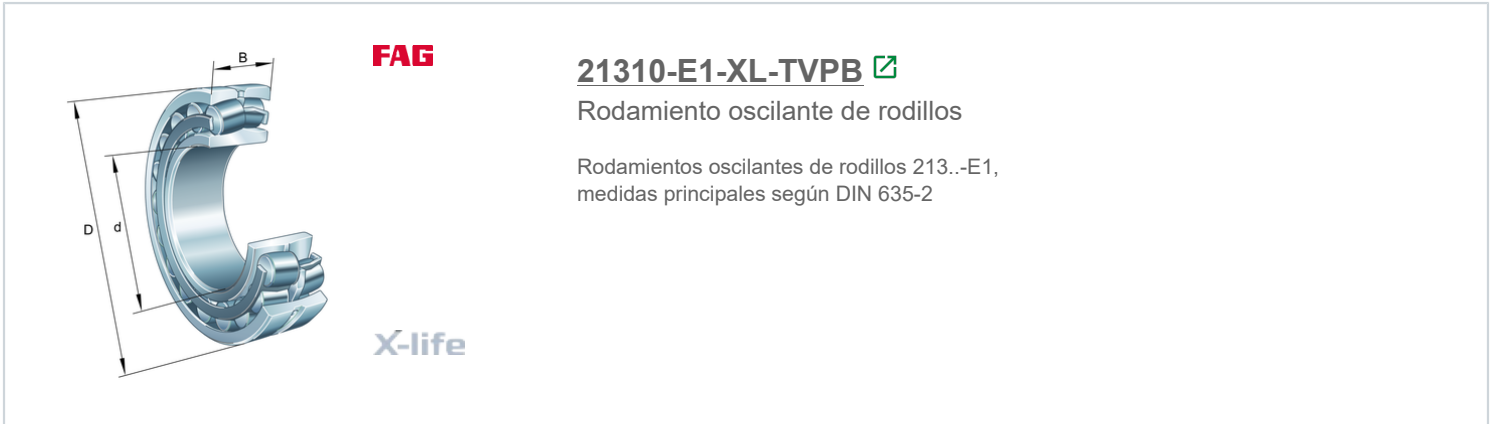 B
FAG
21310-E1-XL-TVPB
Rodamiento oscilante de rodillos
Rodamientos oscilantes de rodillos 213..-E1,
medidas principales según DIN 635-2
D
d
X-life